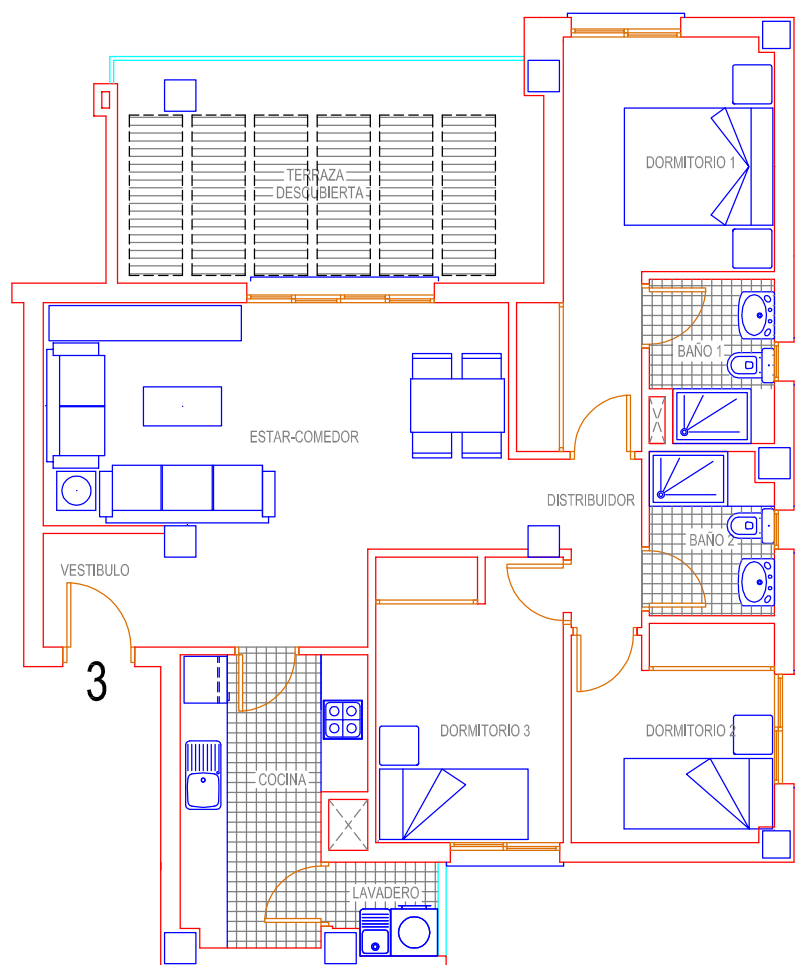 DORMITORIO 1
TERRAZA
DESCUBIERTA
BAÑO 1
ESTAR-COMEDOR
DISTRIBUIDOR
BAÑO 2
VESTIBULO
3
DORMITORIO 3
DORMITORIO 2
COCINA
LAVADERO